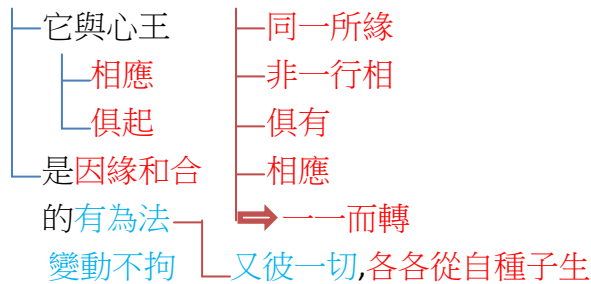 它與心王
相應
俱起
是因緣和合
的有為法
變動不拘
同一所緣
非一行相
俱有
相應
一一而轉
又彼一切,各各從自種子生